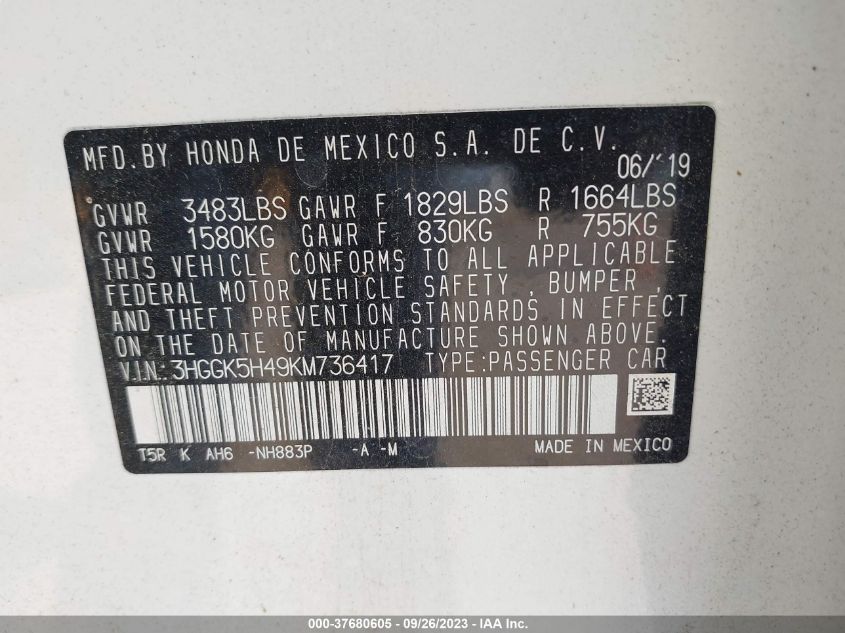 MFD.BY HONDA DE MEXICO S.A. DE C.V.
06/'19
GVWR 3483LBS GAWR F 1829LBS R 1664LBS
GVWR 1580KG GAWR F 830KG R 755KG
THIS VEHICLE CONFORMS TO ALL APPLICABLE
FEDERAL MOTOR VEHICLE SAFETY, BUMPER,
AND THEFT PREVENTION STANDARDS IN EFFECT
ON THE DATE OF MANUFACTURE SHOWN ABOVE.
VIN:3HGGK5H49KM736417 TYPE:PASSENGER CAR
T5R K AH6 -NH883P -A -M MADE IN MEXICO
000-37680605 - 09/26/2023 - IAA Inc.